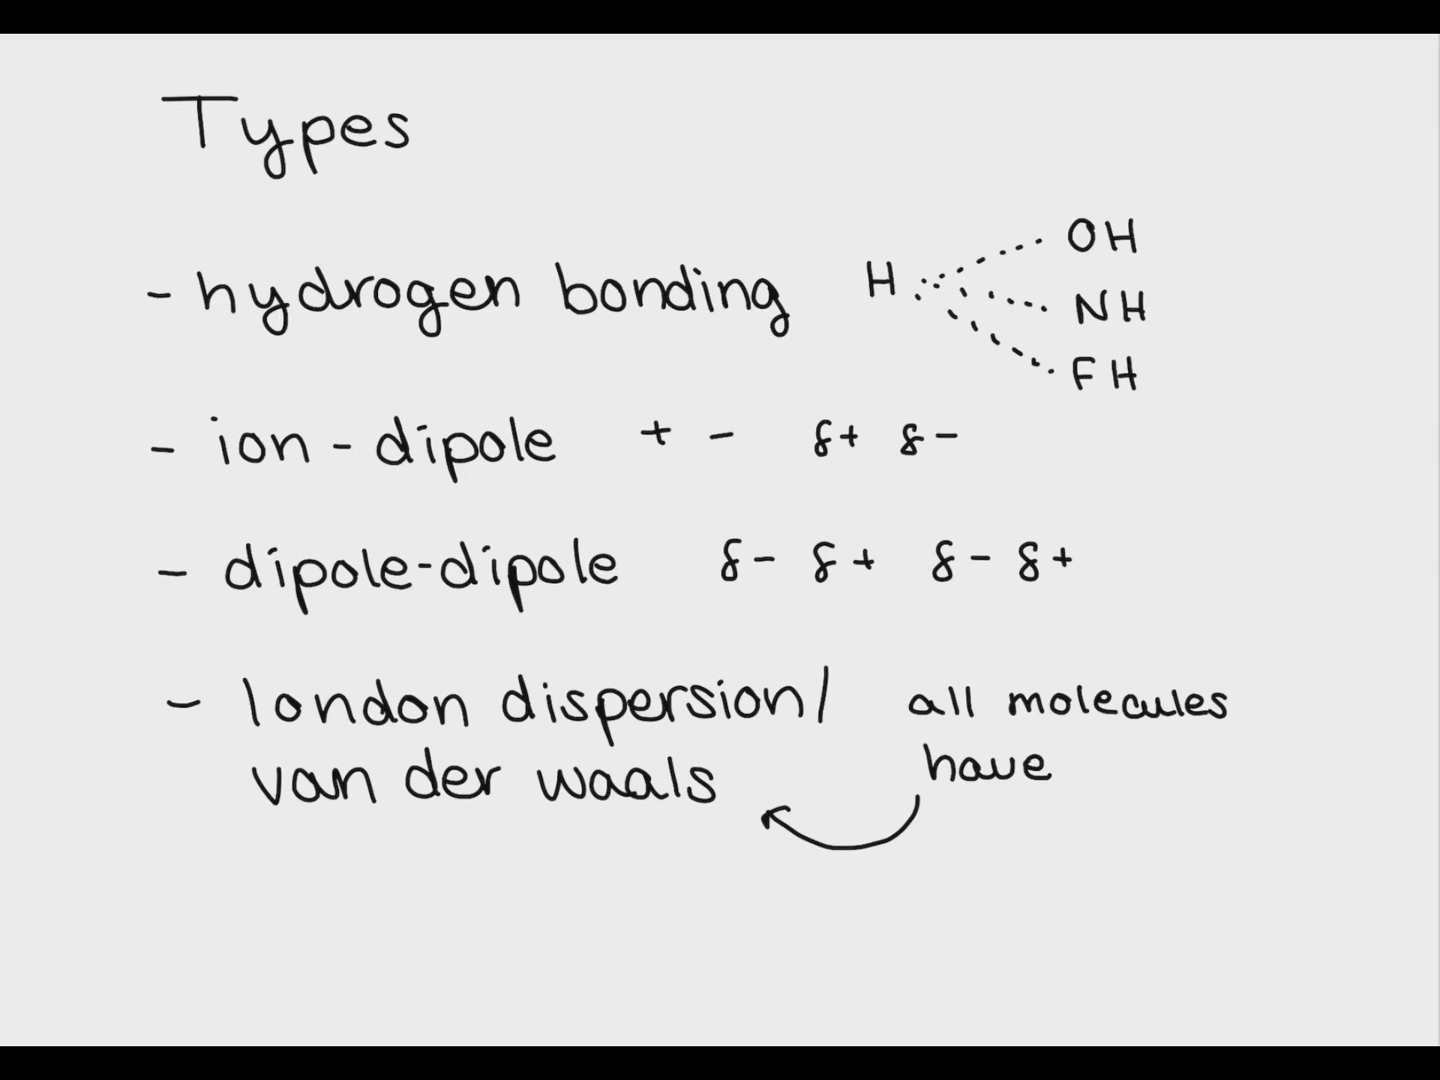 Types
- hydrogen bonding H OH
NH
FH
- ion - dipole + - δ+ δ-
- dipole-dipole δ- δ+ δ- δ+
- london dispersion/ all molecules
van der waals have